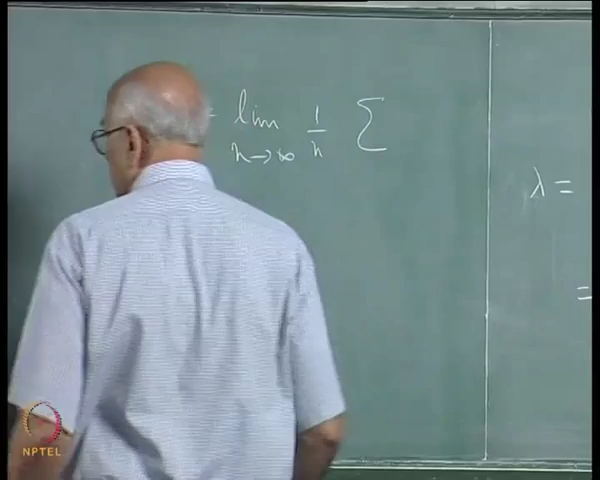 = lim 1/n Σ
n→∞
λ =
=
NPTEL